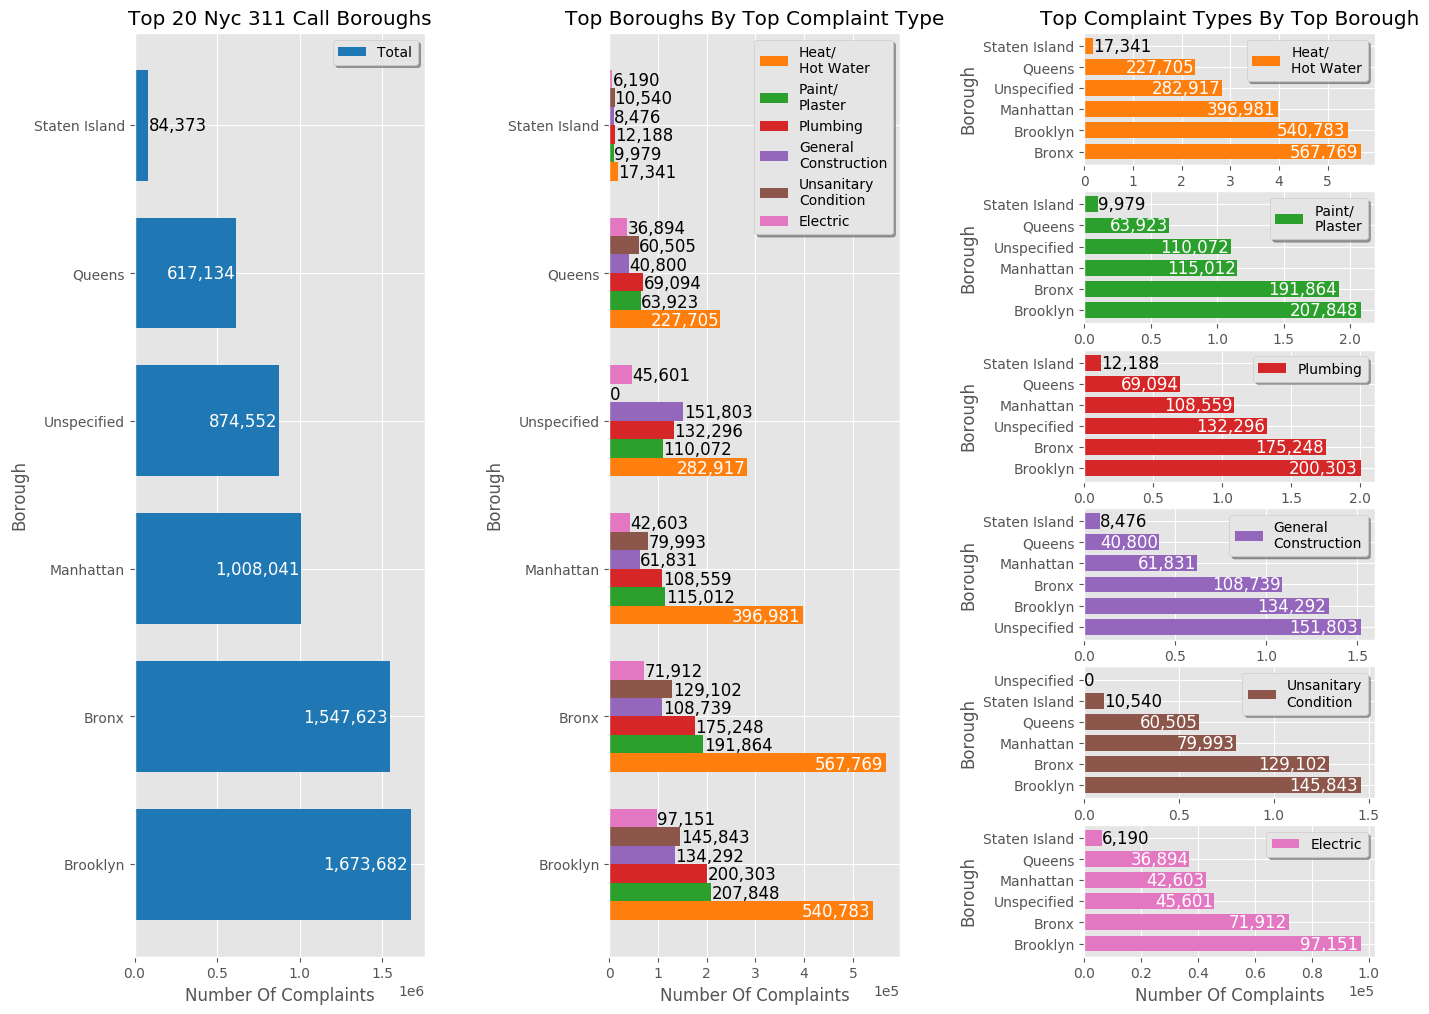 Top 20 Nyc 311 Call Boroughs
Total
Staten Island
84,373
Queens
617,134
Unspecified
874,552
Manhattan
1,008,041
Bronx
1,547,623
Brooklyn
1,673,682
Borough
0.0 0.5 1.0 1.5
1e6
Number Of Complaints
Top Boroughs By Top Complaint Type
Heat/
Hot Water
Paint/
Plaster
Plumbing
General
Construction
Unsanitary
Condition
Electric
Staten Island
6,190
10,540
8,476
12,188
9,979
17,341
Queens
36,894
60,505
40,800
69,094
63,923
227,705
Unspecified
45,601
0
151,803
132,296
110,072
282,917
Manhattan
42,603
79,993
61,831
108,559
115,012
396,981
Bronx
71,912
129,102
108,739
175,248
191,864
567,769
Brooklyn
97,151
145,843
134,292
200,303
207,848
540,783
Borough
0 1 2 3 4 5
1e5
Number Of Complaints
Top Complaint Types By Top Borough
Heat/
Hot Water
Borough
Staten Island 17,341
Queens 227,705
Unspecified 282,917
Manhattan 396,981
Brooklyn 540,783
Bronx 567,769
0 1 2 3 4 5
Paint/
Plaster
Borough
Staten Island 9,979
Queens 63,923
Unspecified 110,072
Manhattan 115,012
Bronx 191,864
Brooklyn 207,848
0.0 0.5 1.0 1.5 2.0
Plumbing
Borough
Staten Island 12,188
Queens 69,094
Manhattan 108,559
Unspecified 132,296
Bronx 175,248
Brooklyn 200,303
0.0 0.5 1.0 1.5 2.0
General
Construction
Borough
Staten Island 8,476
Queens 40,800
Manhattan 61,831
Bronx 108,739
Brooklyn 134,292
Unspecified 151,803
0.0 0.5 1.0 1.5
Unsanitary
Condition
Borough
Unspecified 0
Staten Island 10,540
Queens 60,505
Manhattan 79,993
Bronx 129,102
Brooklyn 145,843
0.0 0.5 1.0 1.5
Electric
Borough
Staten Island 6,190
Queens 36,894
Manhattan 42,603
Unspecified 45,601
Bronx 71,912
Brooklyn 97,151
0.0 0.2 0.4 0.6 0.8 1.0
1e5
Number Of Complaints